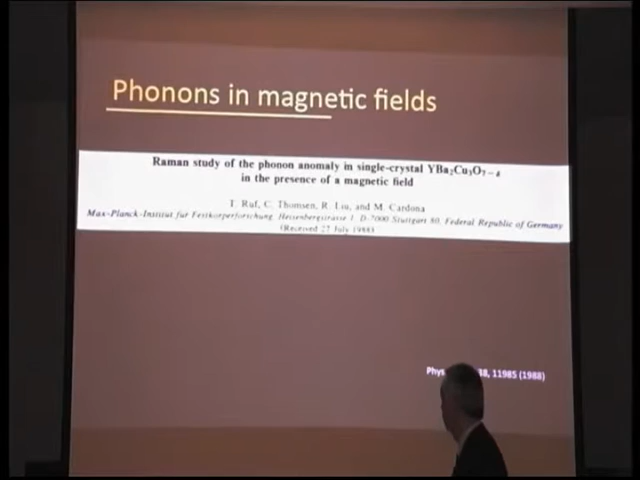 Phonons in magnetic fields
Raman study of the phonon anomaly in single-crystal YBa₂Cu₃O₇₋δ
in the presence of a magnetic field
T. Ruf, C. Thomsen, R. Liu, and M. Cardona
Max-Planck-Institut für Festkörperforschung, Heisenbergstrasse 1, D-7000 Stuttgart 80, Federal Republic of Germany
(Received 27 July 1988)
Phys 38, 11985 (1988)